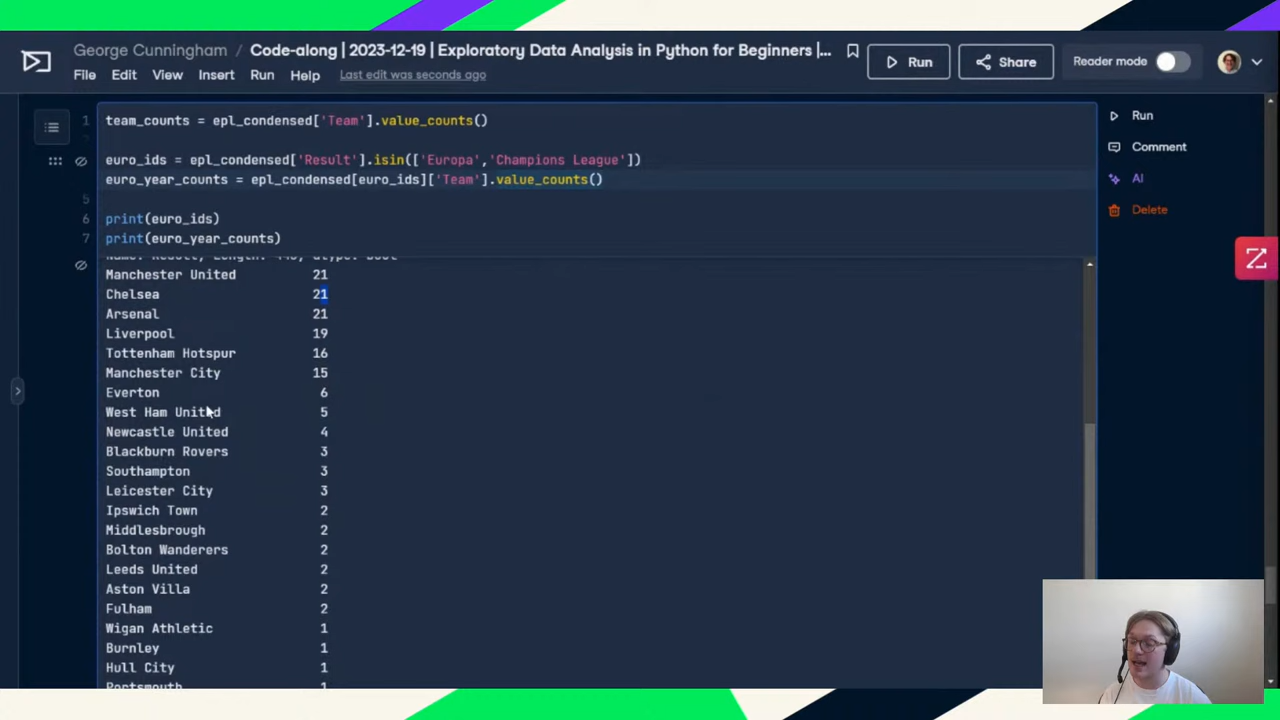 George Cunningham / Code-along | 2023-12-19 | Exploratory Data Analysis in Python for Beginners |...
Run
Share
Reader mode
File Edit View Insert Run Help Last edit was seconds ago
1 team_counts = epl_condensed['Team'].value_counts()
euro_ids = epl_condensed['Result'].isin(['Europa','Champions League'])
euro_year_counts = epl_condensed[euro_ids]['Team'].value_counts()
5
6 print(euro_ids)
7 print(euro_year_counts)
Manchester United 21
Chelsea 21
Arsenal 21
Liverpool 19
Tottenham Hotspur 16
Manchester City 15
Everton 6
West Ham United 5
Newcastle United 4
Blackburn Rovers 3
Southampton 3
Leicester City 3
Ipswich Town 2
Middlesbrough 2
Bolton Wanderers 2
Leeds United 2
Aston Villa 2
Fulham 2
Wigan Athletic 1
Burnley 1
Hull City 1
Portsmouth 1
Run
Comment
AI
Delete